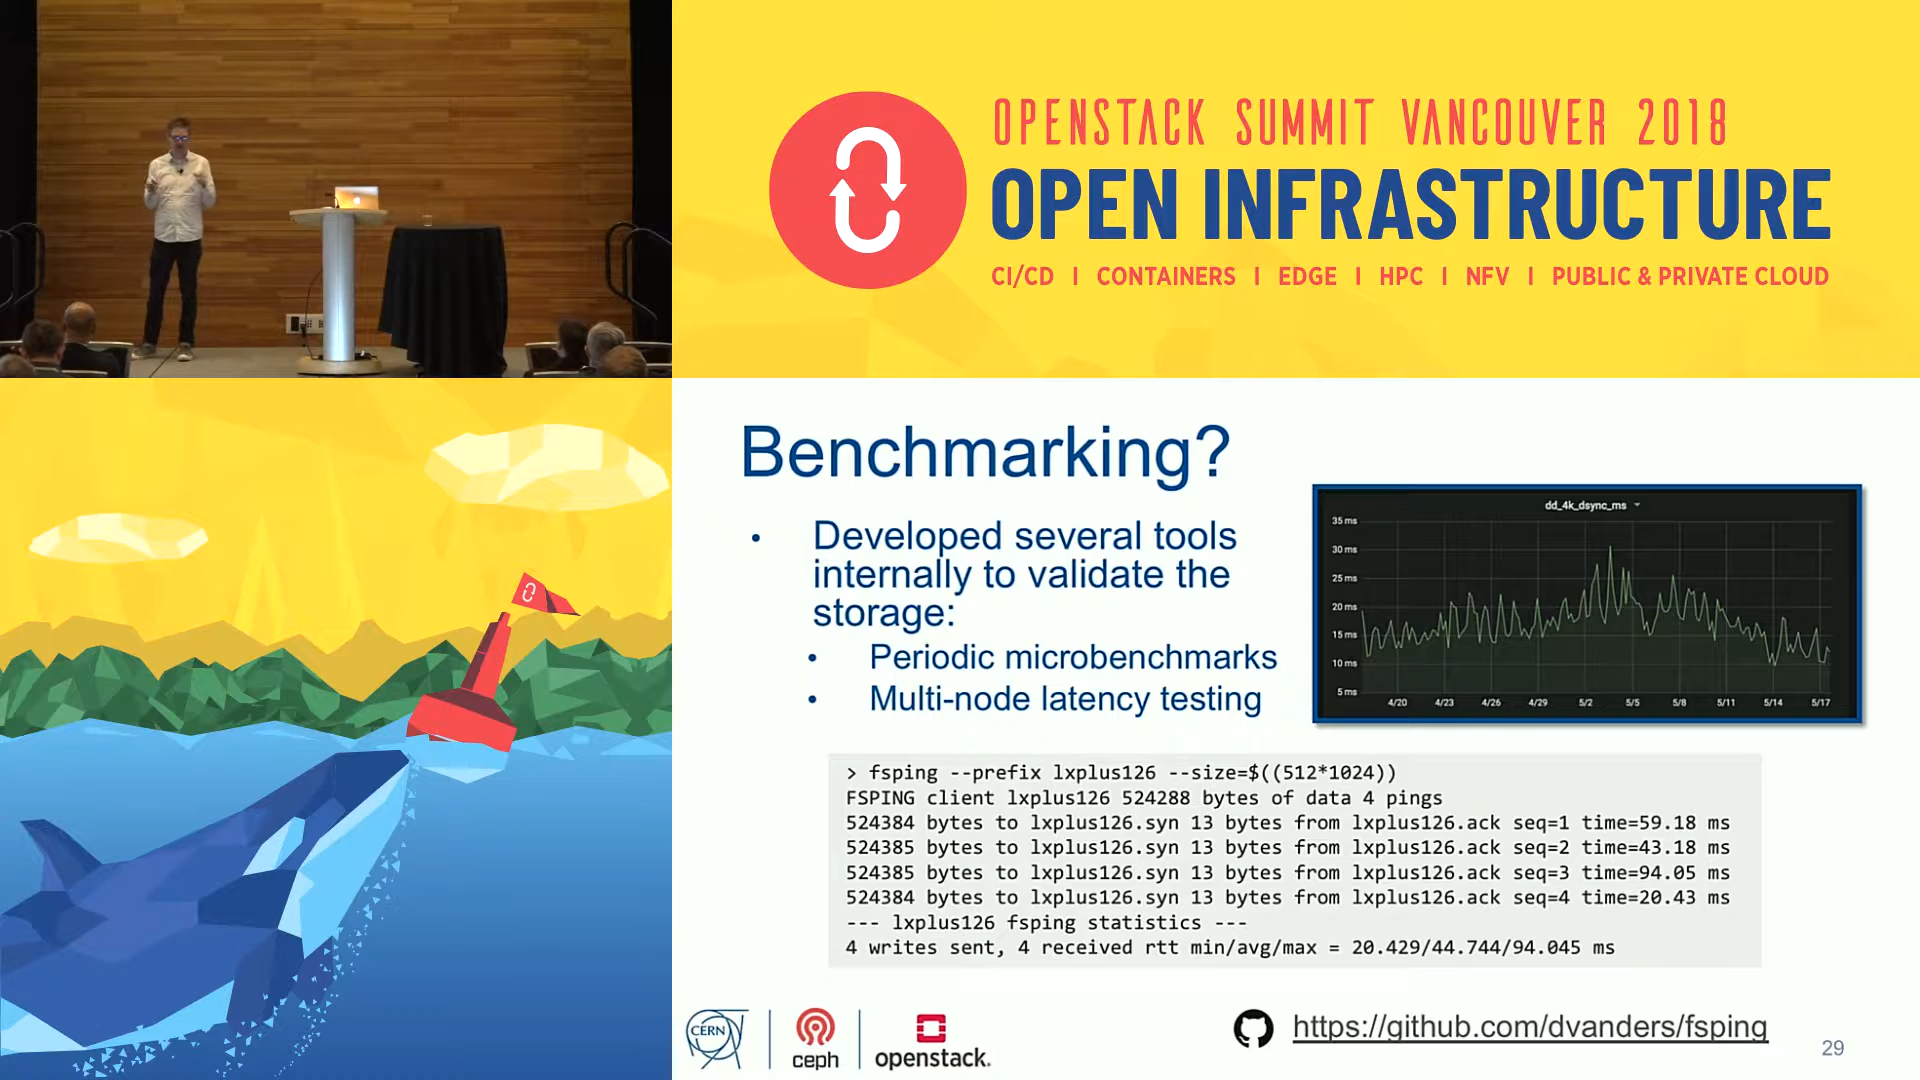 OPENSTACK SUMMIT VANCOUVER 2018
OPEN INFRASTRUCTURE
CI/CD | CONTAINERS | EDGE | HPC | NFV | PUBLIC & PRIVATE CLOUD
Benchmarking?
• Developed several tools
internally to validate the
storage:
• Periodic microbenchmarks
• Multi-node latency testing
dd_4k_dsync_ms
35 ms
30 ms
25 ms
20 ms
15 ms
10 ms
5 ms
4/20 4/23 4/26 4/29 5/2 5/5 5/8 5/11 5/14 5/17
> fsping --prefix lxplus126 --size=$((512*1024))
FSPING client lxplus126 524288 bytes of data 4 pings
524384 bytes to lxplus126.syn 13 bytes from lxplus126.ack seq=1 time=59.18 ms
524385 bytes to lxplus126.syn 13 bytes from lxplus126.ack seq=2 time=43.18 ms
524385 bytes to lxplus126.syn 13 bytes from lxplus126.ack seq=3 time=94.05 ms
524384 bytes to lxplus126.syn 13 bytes from lxplus126.ack seq=4 time=20.43 ms
--- lxplus126 fsping statistics ---
4 writes sent, 4 received rtt min/avg/max = 20.429/44.744/94.045 ms
CERN
ceph
openstack.
https://github.com/dvanders/fsping
29